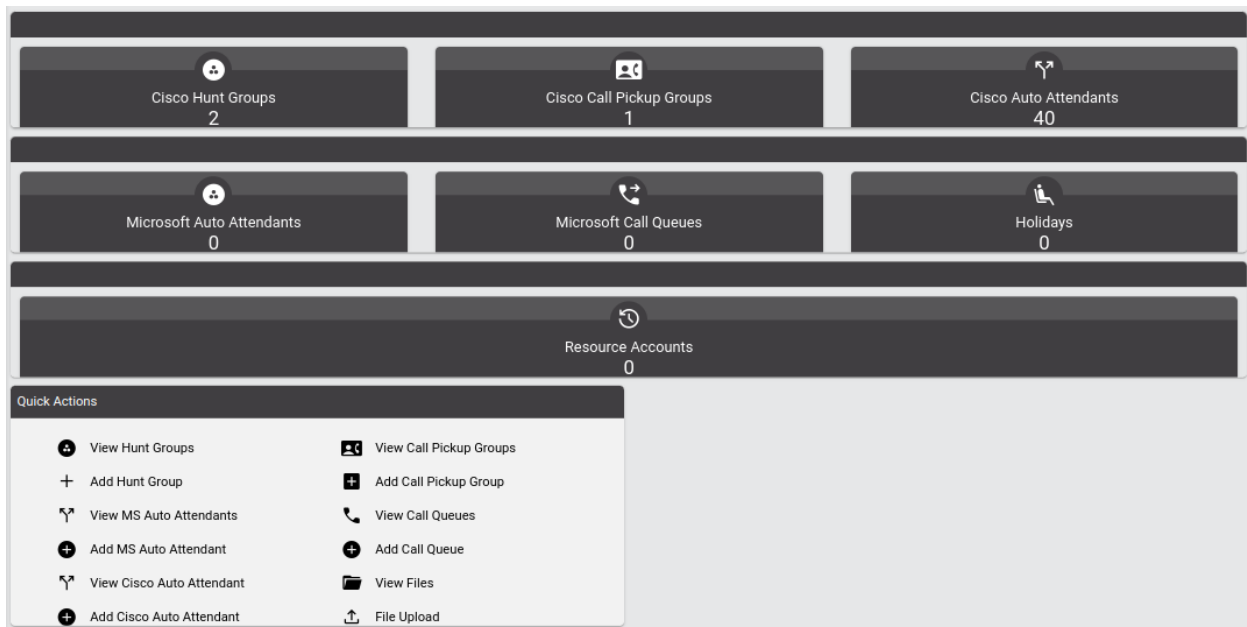 Cisco Hunt Groups
2
Cisco Call Pickup Groups
1
Cisco Auto Attendants
40
Microsoft Auto Attendants
0
Microsoft Call Queues
0
Holidays
0
Resource Accounts
0
Quick Actions
View Hunt Groups
View Call Pickup Groups
Add Hunt Group
Add Call Pickup Group
View MS Auto Attendants
View Call Queues
Add MS Auto Attendant
Add Call Queue
View Cisco Auto Attendant
View Files
Add Cisco Auto Attendant
File Upload